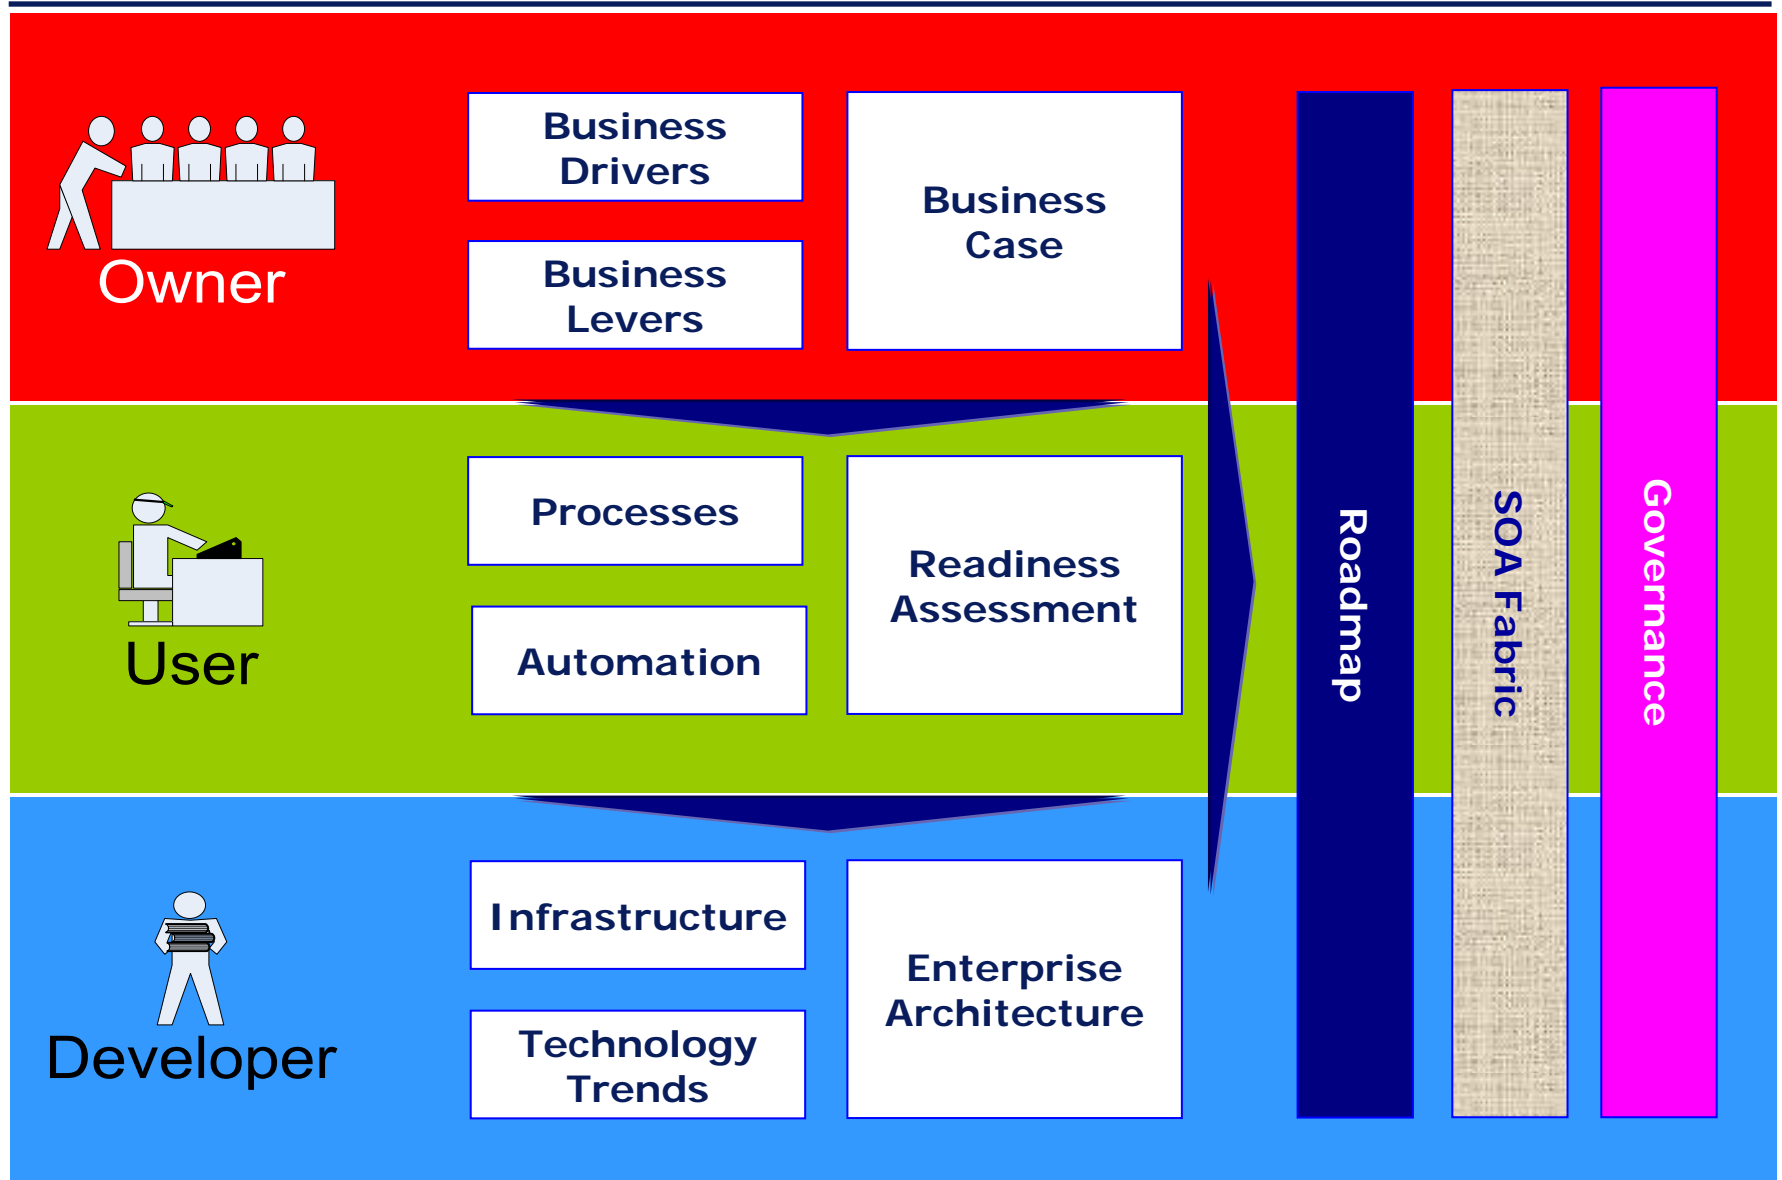 Owner
Business
Drivers
Business
Levers
Business
Case
User
Processes
Automation
Readiness
Assessment
Developer
Infrastructure
Technology
Trends
Enterprise
Architecture
Roadmap
SOA Fabric
Governance